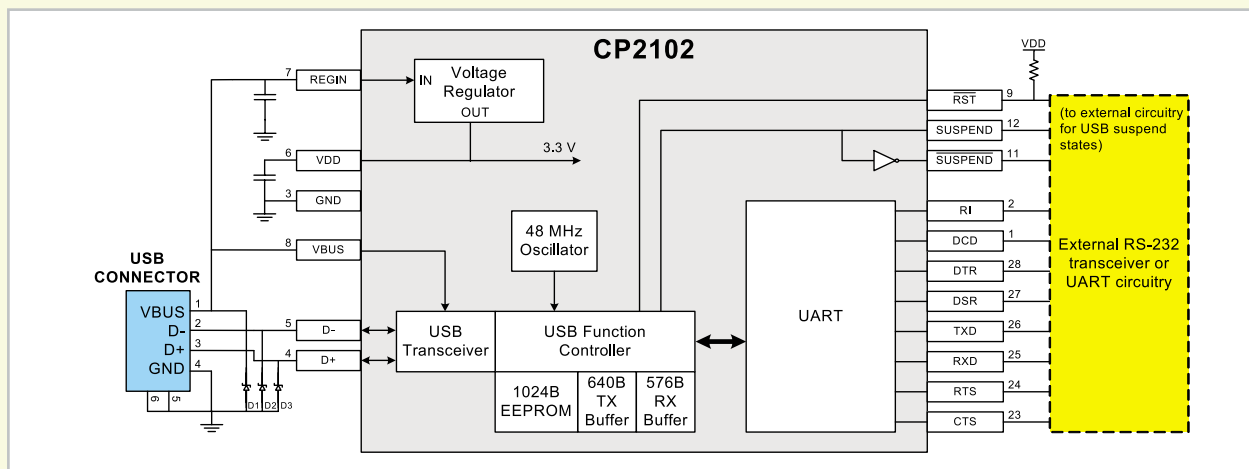 CP2102
7
REGIN
IN
Voltage
Regulator
OUT
6
VDD
3.3 V
3
GND
8
VBUS
48 MHz
Oscillator
USB
CONNECTOR
VBUS
1
D-
2
D+
3
GND
4
6
5
D1
D2
D3
5
D-
4
D+
USB
Transceiver
USB Function
Controller
1024B
EEPROM
640B
TX
Buffer
576B
RX
Buffer
UART
VDD
RST
9
SUSPEND
12
SUSPEND
11
RI
2
DCD
1
DTR
28
DSR
27
TXD
26
RXD
25
RTS
24
CTS
23
(to external circuitry
for USB suspend
states)
External RS-232
transceiver or
UART circuitry